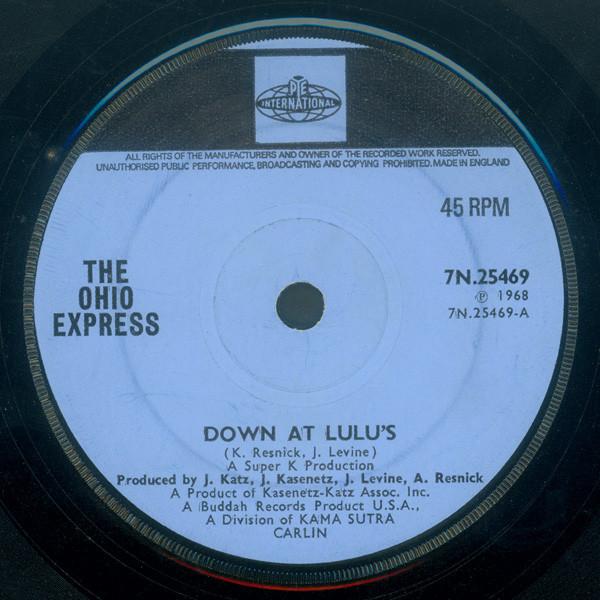 PYE
INTERNATIONAL
ALL RIGHTS OF THE MANUFACTURERS AND OWNER OF THE RECORDED WORK RESERVED.
UNAUTHORISED PUBLIC PERFORMANCE, BROADCASTING AND COPYING PROHIBITED. MADE IN ENGLAND
45 RPM
THE
OHIO
EXPRESS
7N.25469
℗ 1968
7N.25469-A
DOWN AT LULU'S
(K. Resnick, J. Levine)
A Super K Production
Produced by J. Katz, J. Kasenetz, J. Levine, A. Resnick
A Product of Kasenetz-Katz Assoc. Inc.
A Buddah Records Product U.S.A.,
A Division of KAMA SUTRA
CARLIN